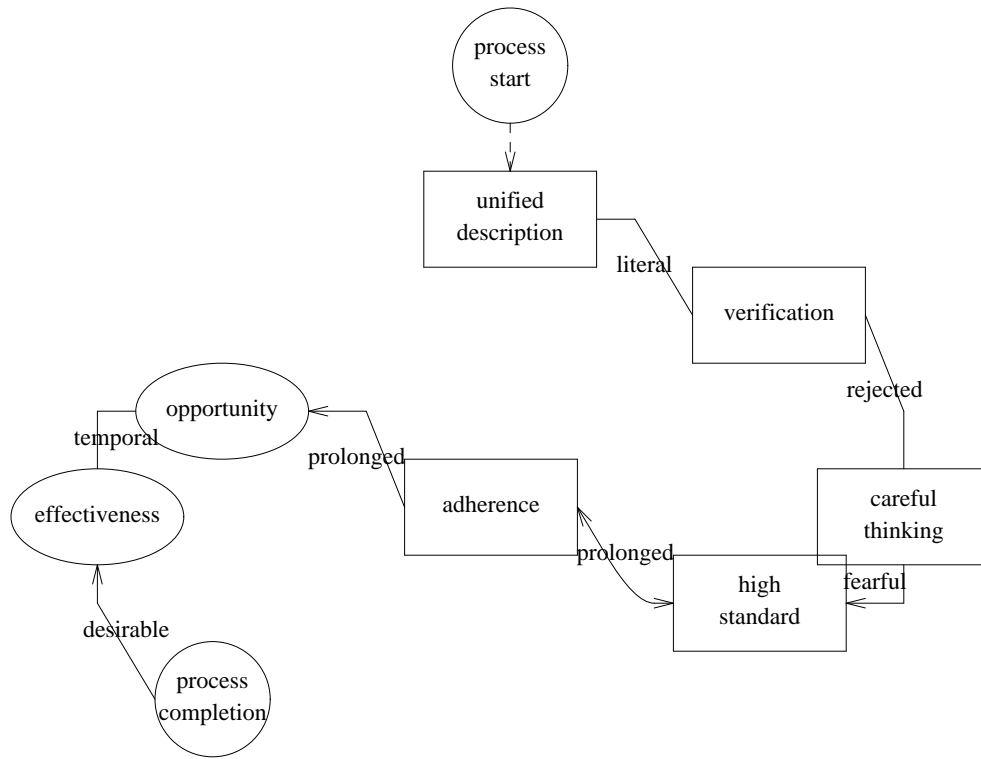 process
start
unified
description
literal
verification
rejected
opportunity
temporal
prolonged
effectiveness
adherence
careful
thinking
prolonged
fearful
high
standard
desirable
process
completion